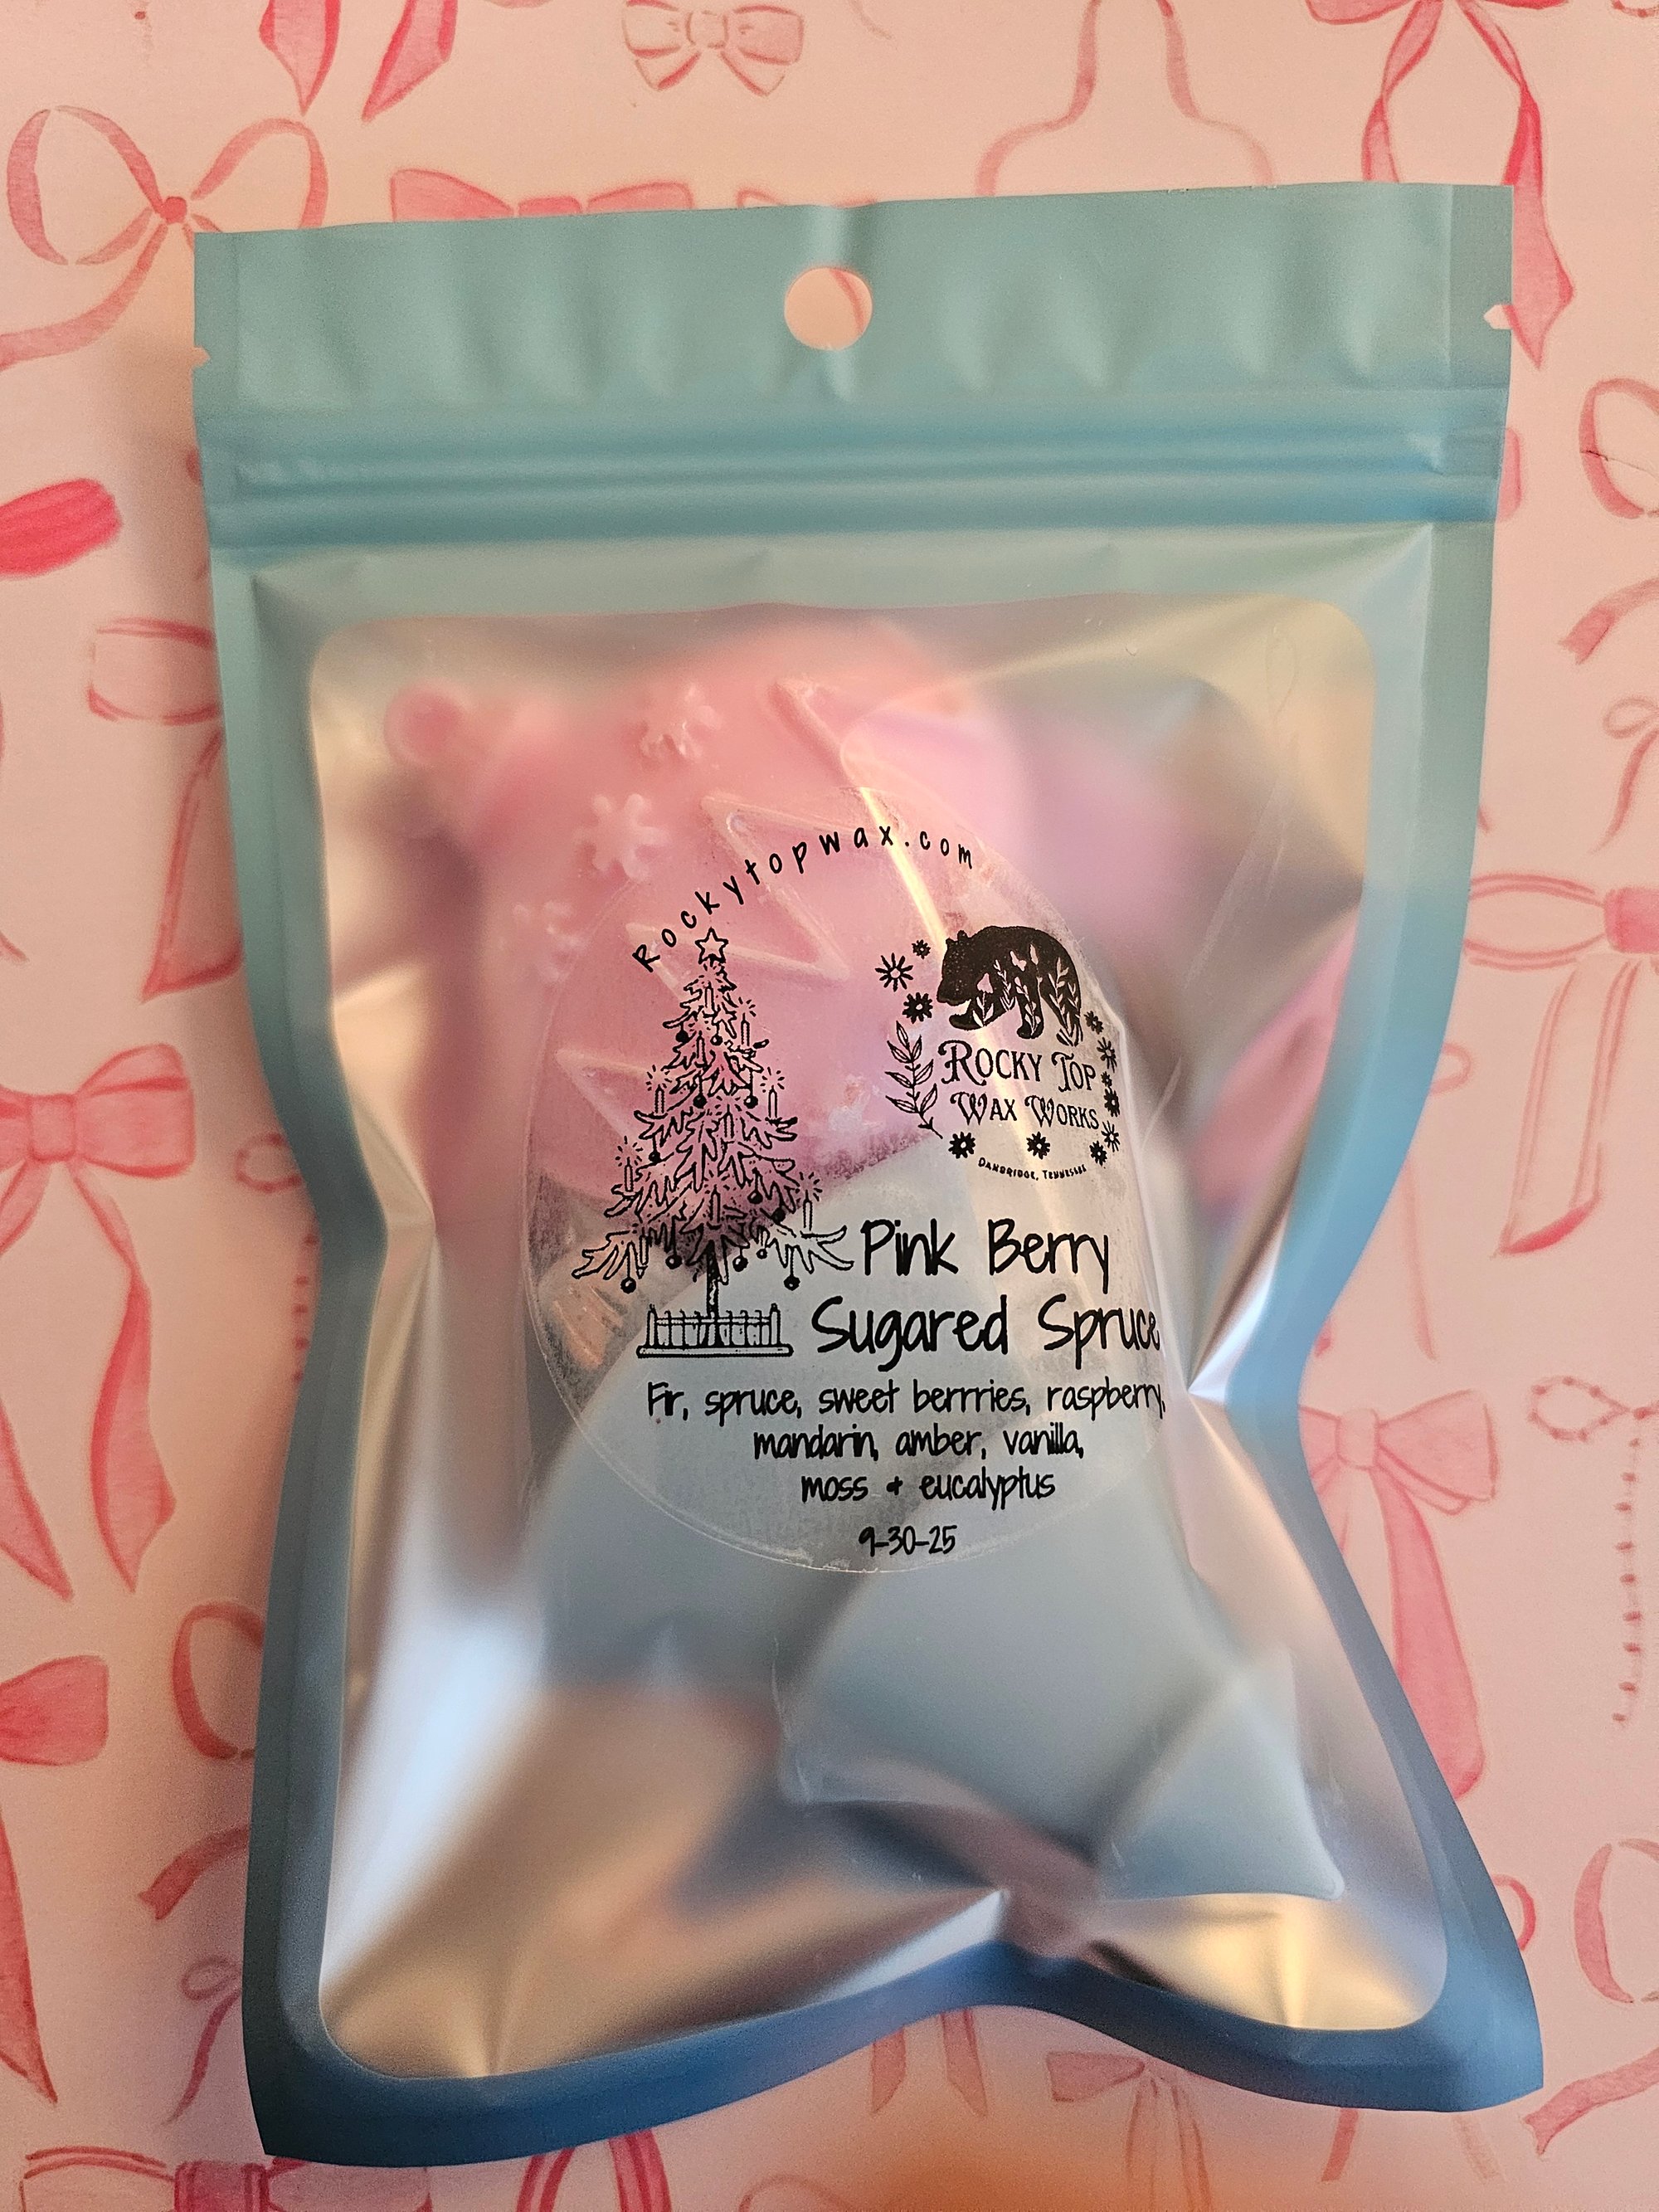 Rockytopwax.com
Rocky Top
Wax Works
Dandridge, Tennessee
Pink Berry
Sugared Spruce
Fir, spruce, sweet berrries, raspberry,
mandarin, amber, vanilla,
moss + eucalyptus
9-30-25